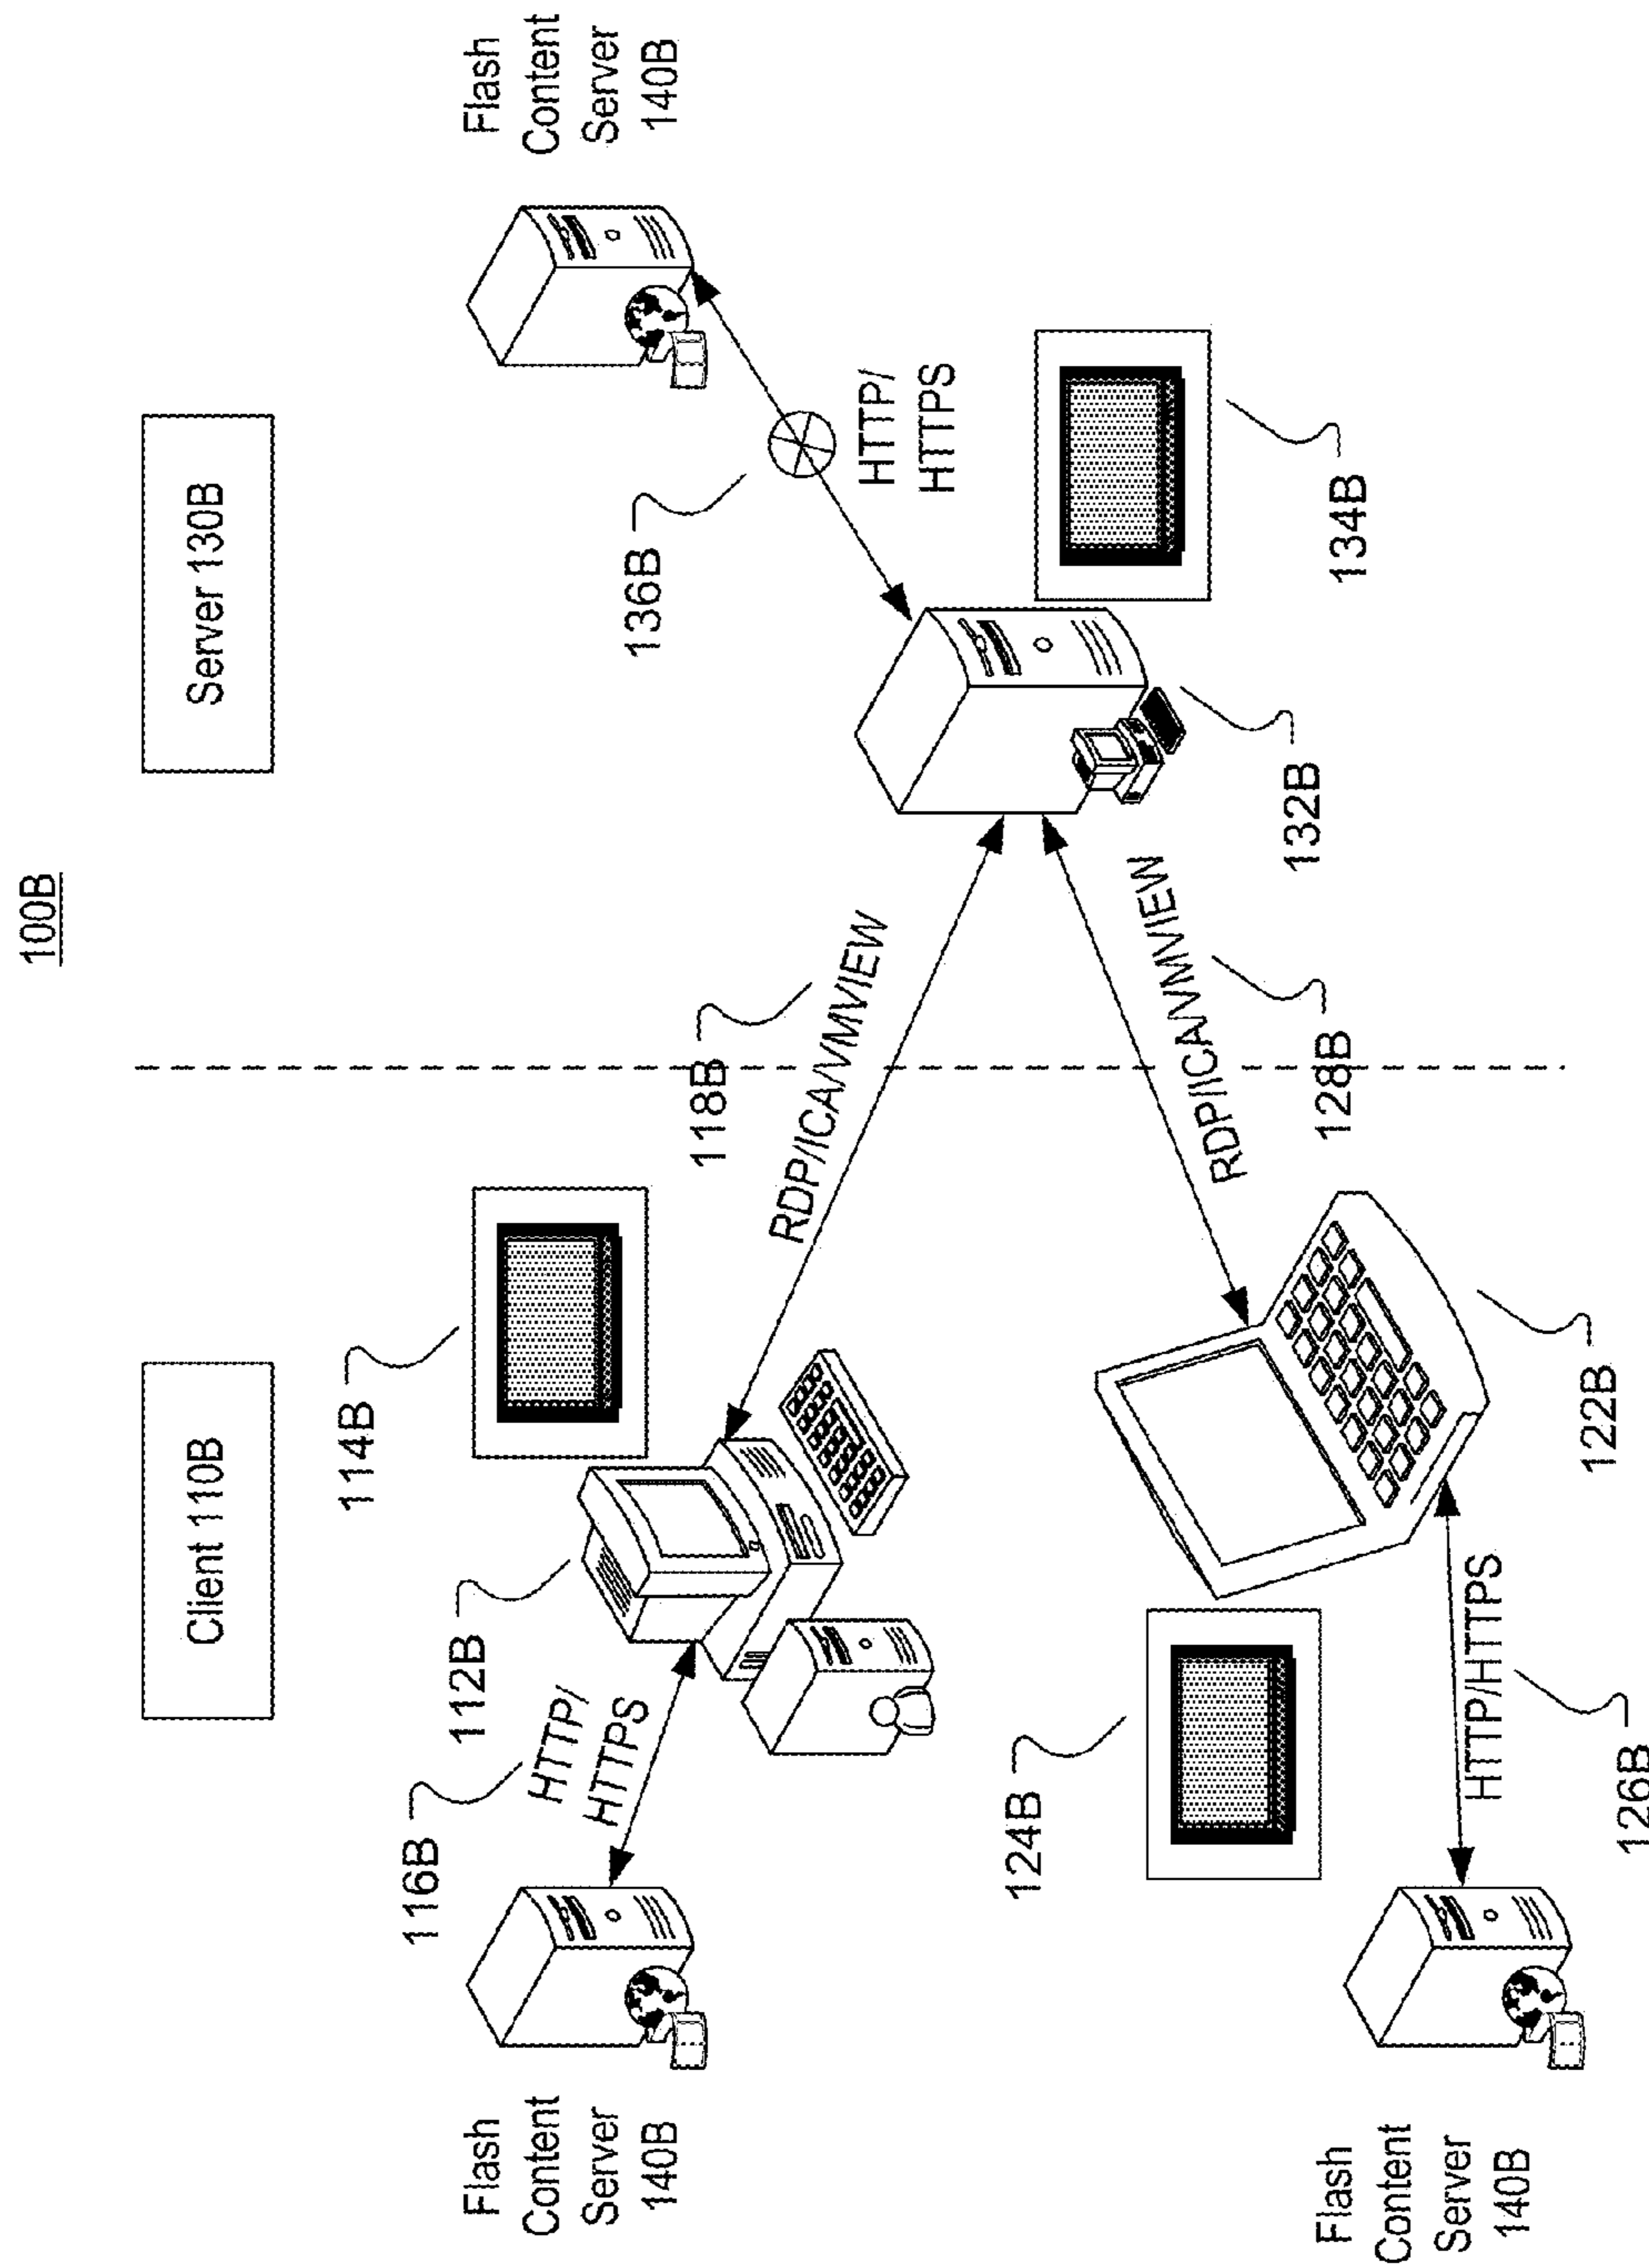 100B
Client 110B
Server 130B
Flash
Content
Server
140B
116B
HTTP/
HTTPS
112B
114B
118B
RDP/ICA/VMVIEW
136B
HTTP/
HTTPS
Flash
Content
Server
140B
134B
132B
124B
RDP/ICA/VMVIEW
128B
122B
HTTP/HTTPS
126B
Flash
Content
Server
140B